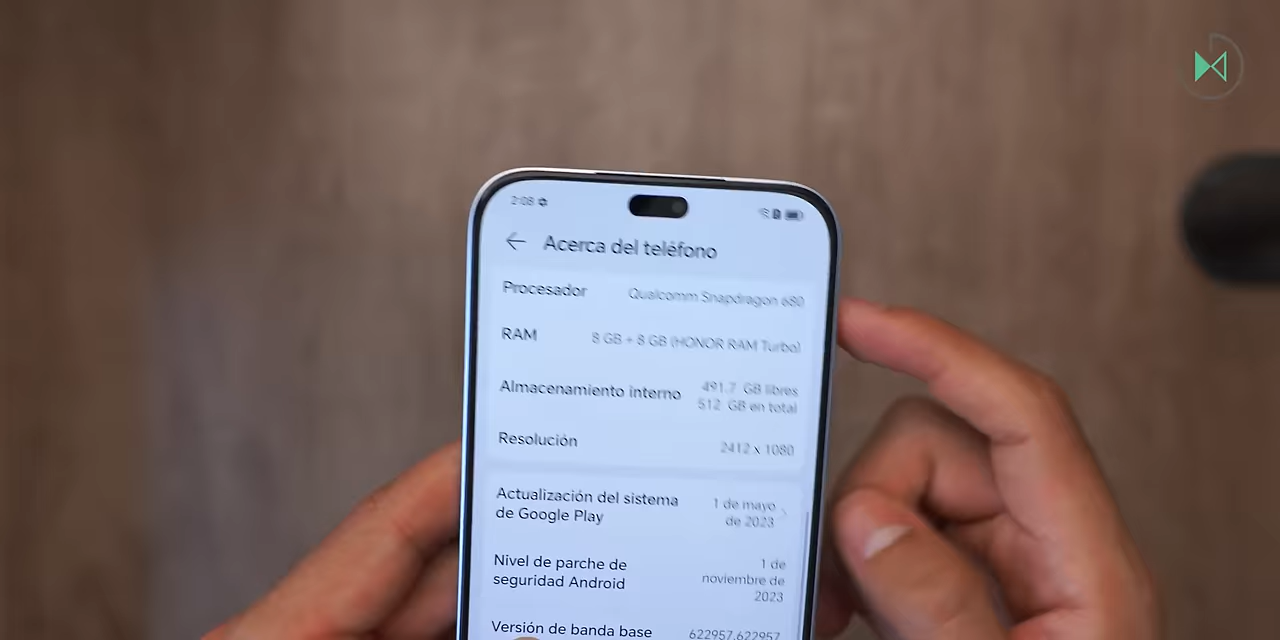 2:08
Acerca del teléfono
Procesador Qualcomm Snapdragon 680
RAM 8 GB + 8 GB (HONOR RAM Turbo)
Almacenamiento interno 491.7 GB libres
512 GB en total
Resolución 2412 x 1080
Actualización del sistema 1 de mayo
de Google Play de 2023
Nivel de parche de 1 de
seguridad Android noviembre de
2023
Versión de banda base 622957,622957